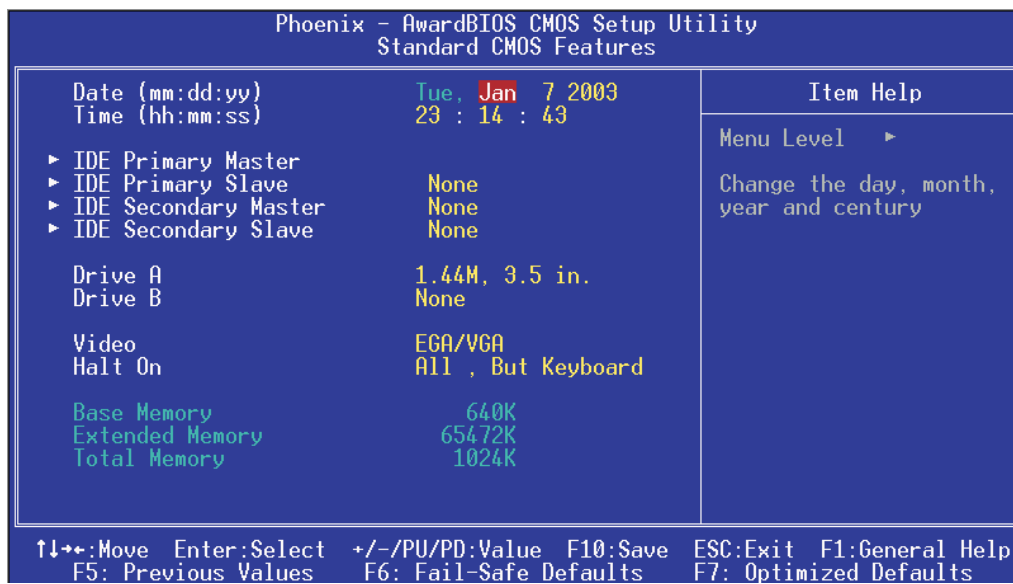 Phoenix - AwardBIOS CMOS Setup Utility
Standard CMOS Features
Date (mm:dd:yy) Tue, Jan 7 2003
Time (hh:mm:ss) 23 : 14 : 43
► IDE Primary Master
► IDE Primary Slave None
► IDE Secondary Master None
► IDE Secondary Slave None
Drive A 1.44M, 3.5 in.
Drive B None
Video EGA/VGA
Halt On All , But Keyboard
Base Memory 640K
Extended Memory 65472K
Total Memory 1024K
Item Help
Menu Level ►
Change the day, month,
year and century
↑↓→←:Move Enter:Select +/-/PU/PD:Value F10:Save ESC:Exit F1:General Help
F5: Previous Values F6: Fail-Safe Defaults F7: Optimized Defaults